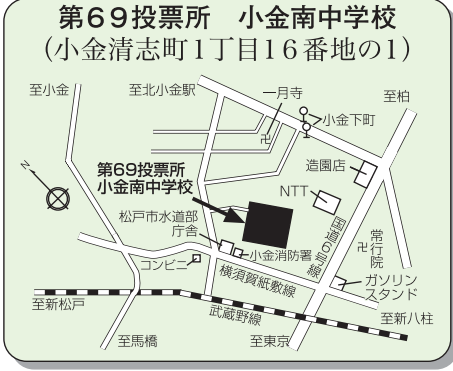 第69投票所 小金南中学校
(小金清志町1丁目16番地の1)
至小金
至北小金駅
一月寺
至柏
小金下町
卍
造園店
第69投票所
小金南中学校
N
NTT
松戸市水道部
庁舎
国道6号線
常行院
卍
小金消防署
コンビニ
横須賀紙敷線
ガソリン
スタンド
至新松戸
武蔵野線
至新八柱
至馬橋
至東京